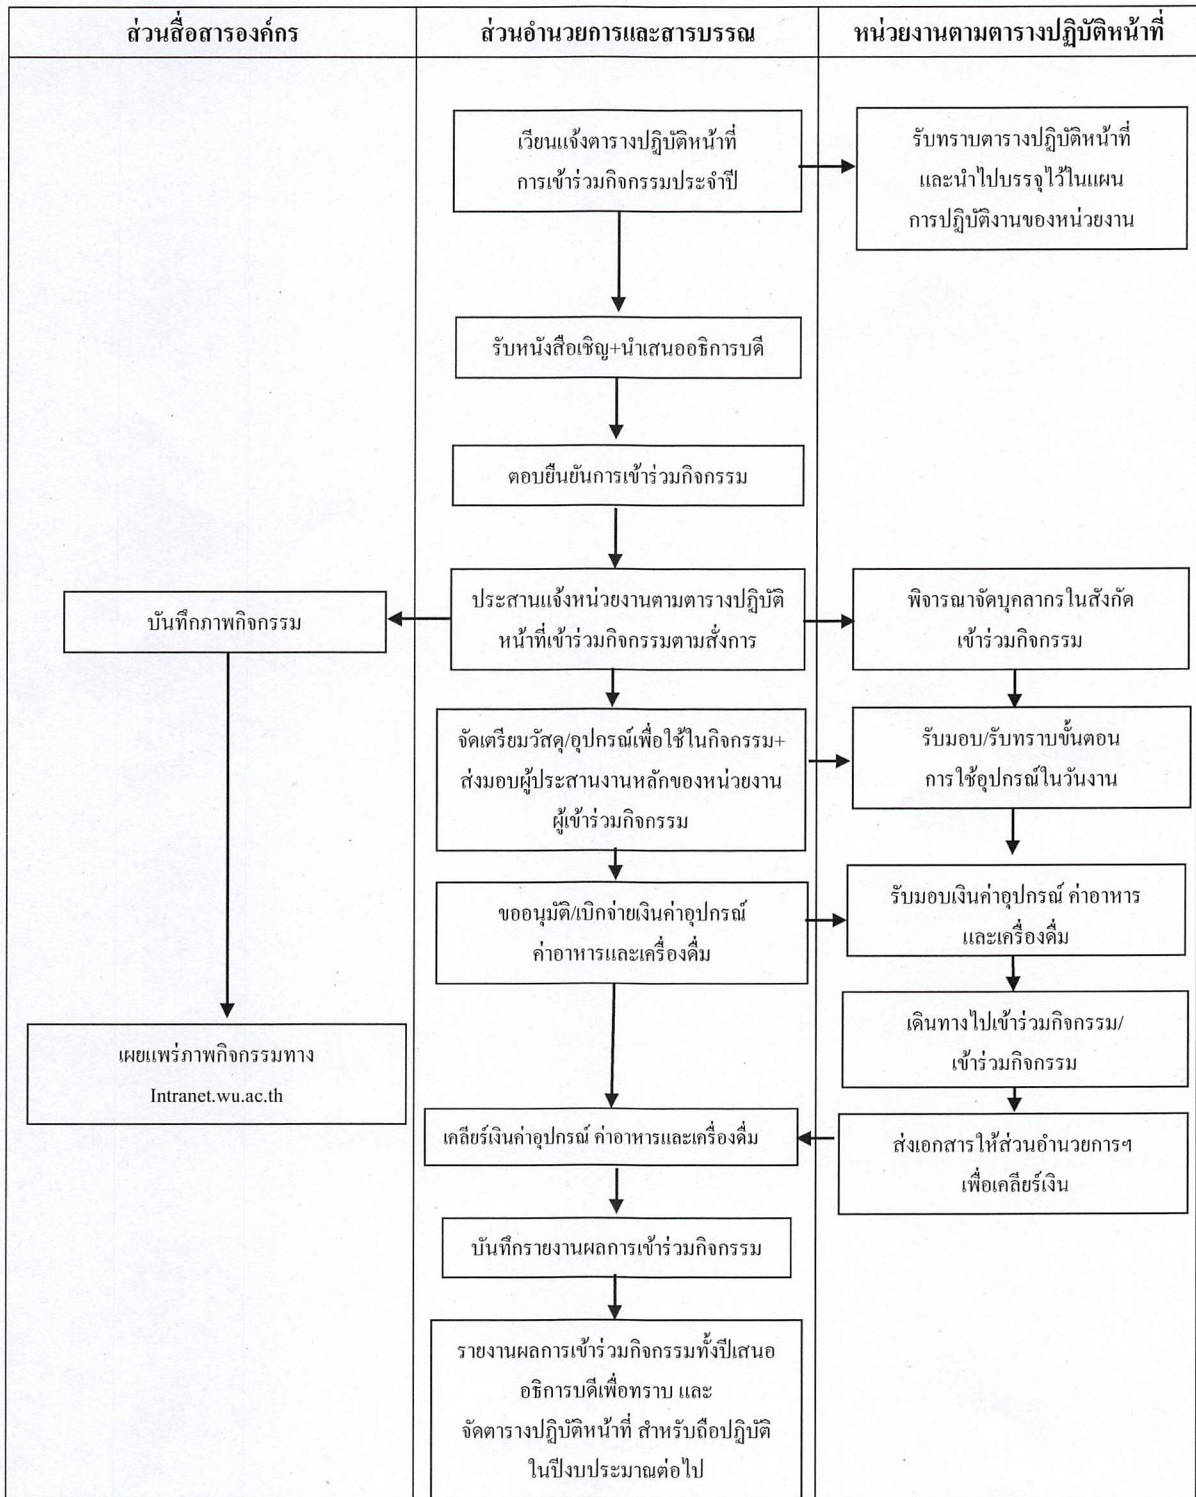 ส่วนสื่อสารองค์กร
ส่วนอำนวยการและสารบรรณ
หน่วยงานตามตารางปฏิบัติหน้าที่
เวียนแจ้งตารางปฏิบัติหน้าที่
การเข้าร่วมกิจกรรมประจำปี
รับทราบตารางปฏิบัติหน้าที่
และนำไปบรรจุไว้ในแผน
การปฏิบัติงานของหน่วยงาน
รับหนังสือเชิญ+นำเสนออธิการบดี
ตอบยืนยันการเข้าร่วมกิจกรรม
บันทึกภาพกิจกรรม
ประสานแจ้งหน่วยงานตามตารางปฏิบัติ
หน้าที่เข้าร่วมกิจกรรมตามสั่งการ
พิจารณาจัดบุคลากรในสังกัด
เข้าร่วมกิจกรรม
จัดเตรียมวัสดุ/อุปกรณ์เพื่อใช้ในกิจกรรม+
ส่งมอบผู้ประสานงานหลักของหน่วยงาน
ผู้เข้าร่วมกิจกรรม
รับมอบ/รับทราบขั้นตอน
การใช้อุปกรณ์ในวันงาน
ขออนุมัติ/เบิกจ่ายเงินค่าอุปกรณ์
ค่าอาหารและเครื่องดื่ม
รับมอบเงินค่าอุปกรณ์ ค่าอาหาร
และเครื่องดื่ม
เผยแพร่ภาพกิจกรรมทาง
Intranet.wu.ac.th
เดินทางไปเข้าร่วมกิจกรรม/
เข้าร่วมกิจกรรม
เคลียร์เงินค่าอุปกรณ์ ค่าอาหารและเครื่องดื่ม
ส่งเอกสารให้ส่วนอำนวยการฯ
เพื่อเคลียร์เงิน
บันทึกรายงานผลการเข้าร่วมกิจกรรม
รายงานผลการเข้าร่วมกิจกรรมทั้งปีเสนอ
อธิการบดีเพื่อทราบ และ
จัดตารางปฏิบัติหน้าที่ สำหรับถือปฏิบัติ
ในปีงบประมาณต่อไป